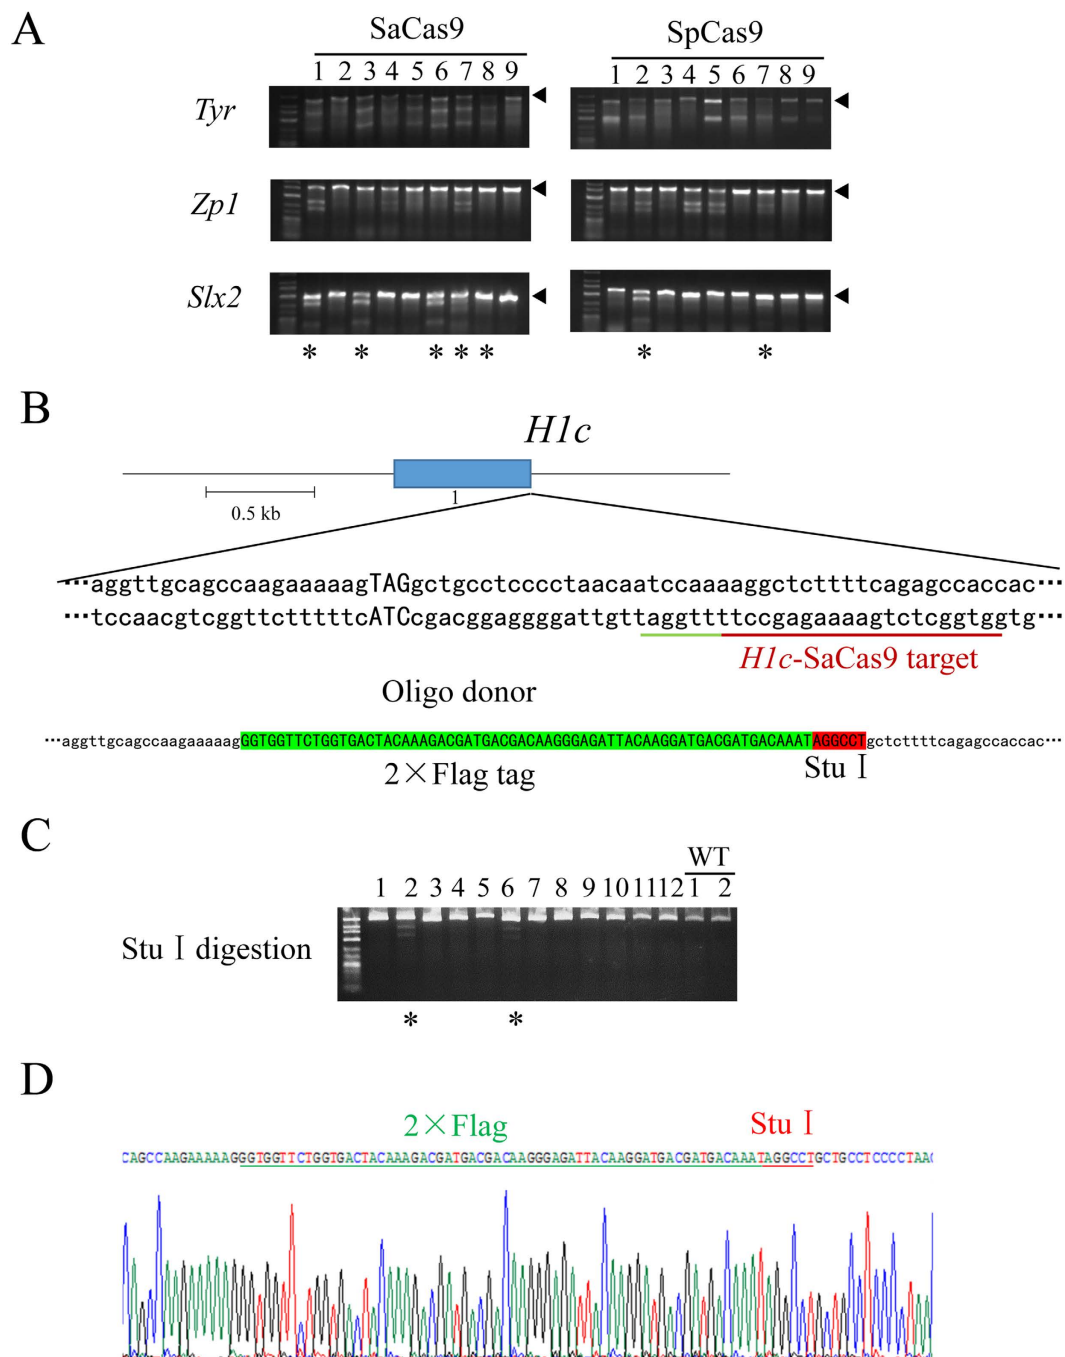 A
SaCas9
SpCas9
1 2 3 4 5 6 7 8 9
1 2 3 4 5 6 7 8 9
Tyr
Zp1
Slx2
* * * * *
* *
B
H1c
1
0.5 kb
···aggttgcagccaagaaaaagTAGgctgcctcccctaacaatccaaaaggctcttttcagagccaccac···
···tccaacgtcggttctttttcATCcgacggaggggattgttaggttttccgagaaaagtctcggtggtg···
H1c-SaCas9 target
Oligo donor
···aggttgcagccaagaaaaagGGTGGTTCTGGTGACTACAAAGACGATGACGACAAGGGAGATTACAAGGATGACGATGACAAATAGGCCTgctcttttcagagccaccac···
2×Flag tag
Stu Ⅰ
C
WT
1 2 3 4 5 6 7 8 9 10 11 12 1 2
Stu Ⅰ digestion
* *
D
2×Flag
Stu Ⅰ
CAGCCAAGAAAAAGGGTGGTTCTGGTGACTACAAAGACGATGACGACAAGGGAGATTACAAGGATGACGATGACAAATAGGCCTGCTGCCTCCCCTAAC